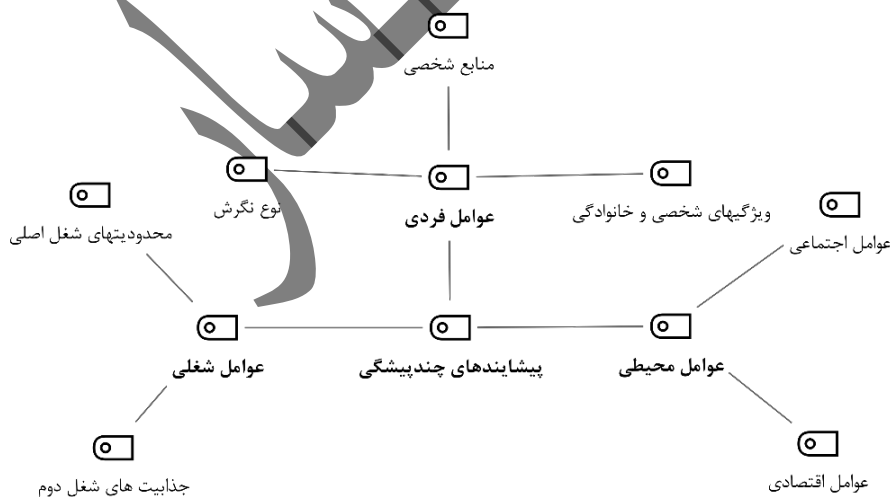 منابع شخصی
نوع نگرش
عوامل فردی
ویژگیهای شخصی و خانوادگی
محدودیتهای شغل اصلی
عوامل اجتماعی
عوامل شغلی
پیشایندهای چندپیشگی
عوامل محیطی
جذابیت های شغل دوم
عوامل اقتصادی